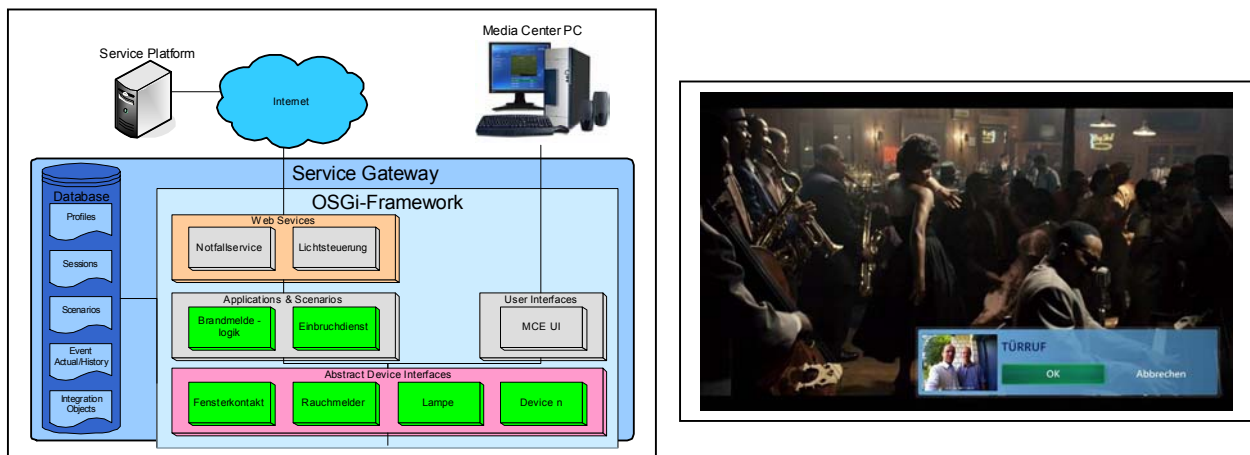 Media Center PC
Service Platform
Internet
Service Gateway
OSGi-Framework
Database
Profiles
Sessions
Scenarios
Event
Actual/History
Integration
Objects
Web Sevices
Notfallservice
Lichtsteuerung
Applications & Scenarios
Brandmelde -
logik
Einbruchdienst
User Interfaces
MCE UI
Abstract Device Interfaces
Fensterkontakt
Rauchmelder
Lampe
Device n
TÜRRUF
OK
Abbrechen